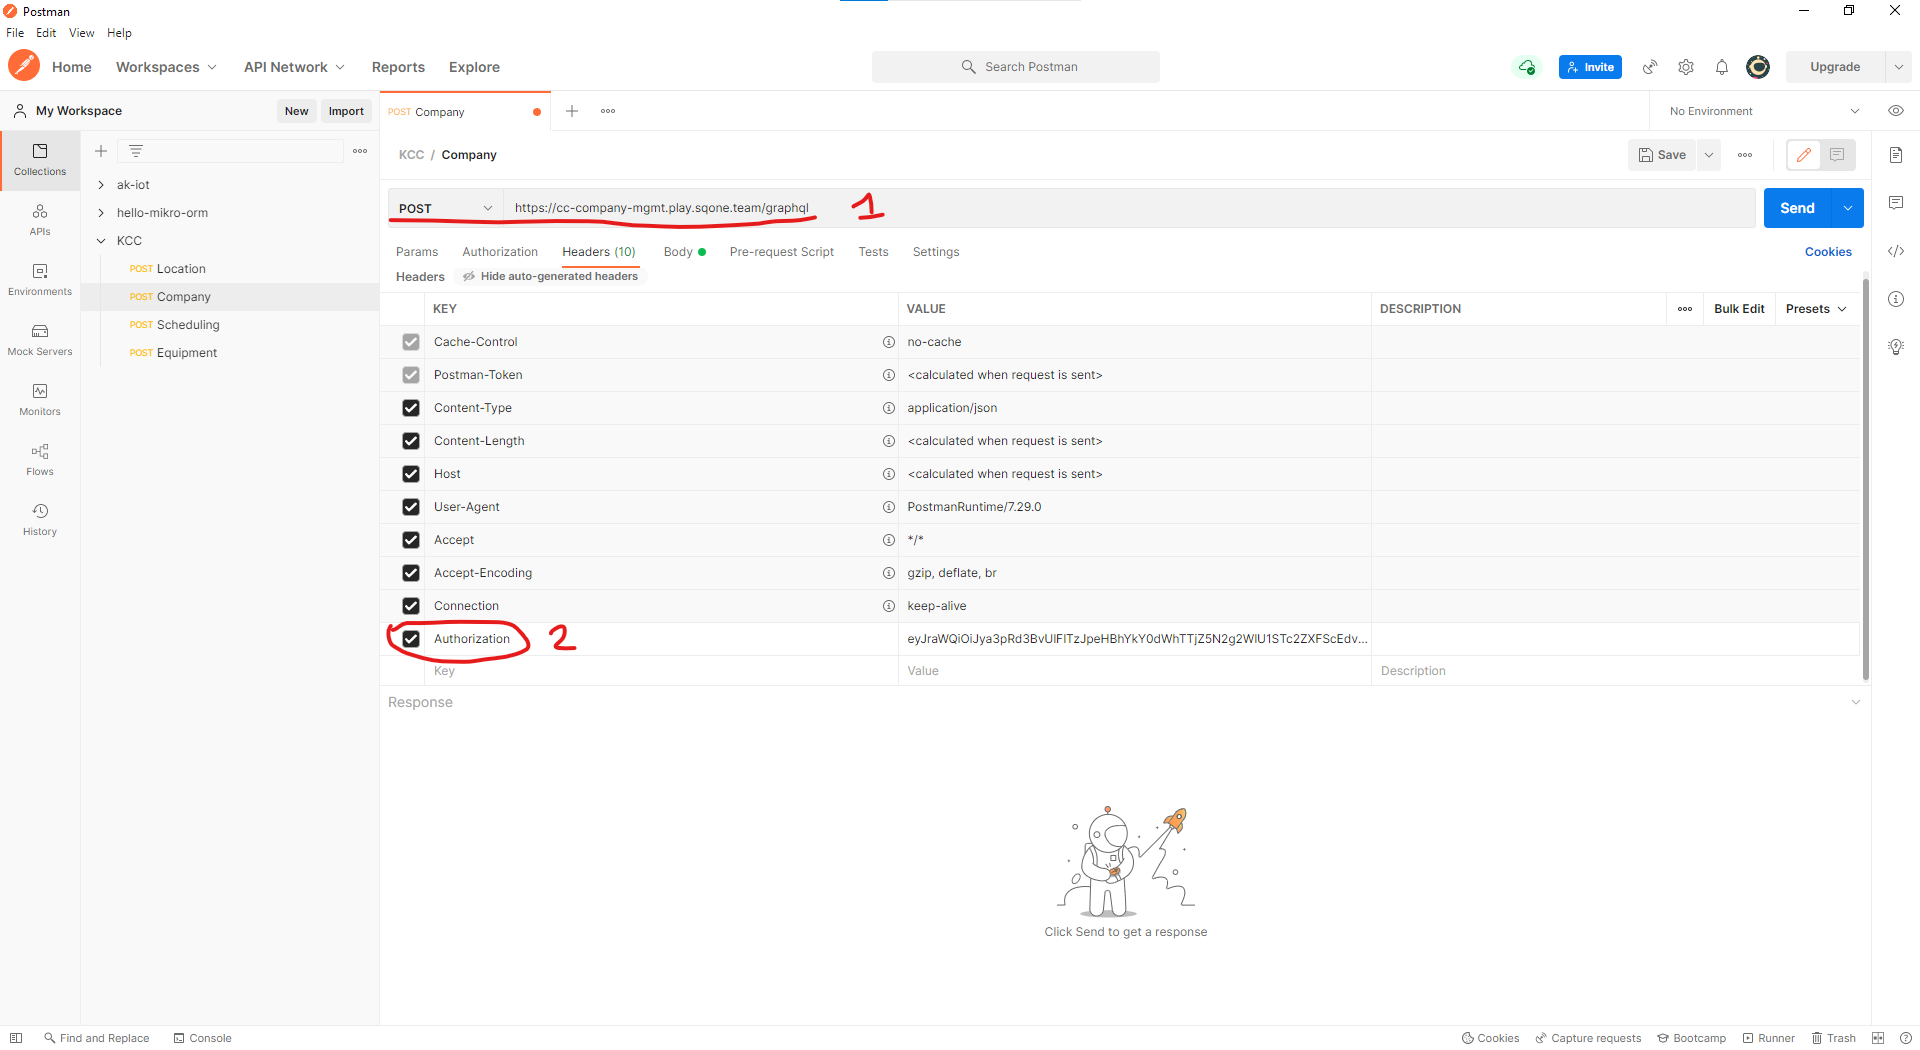 Postman
File Edit View Help
Home Workspaces API Network Reports Explore Search Postman Invite Upgrade
My Workspace New Import POST Company No Environment
KCC / Company Save
Collections
APIs
Environments
Mock Servers
Monitors
Flows
History
ak-iot
hello-mikro-orm
KCC
POST Location
POST Company
POST Scheduling
POST Equipment
POST https://cc-company-mgmt.play.sqone.team/graphql 1 Send
Params Authorization Headers (10) Body Pre-request Script Tests Settings Cookies
Headers Hide auto-generated headers
KEY VALUE DESCRIPTION Bulk Edit Presets
Cache-Control no-cache
Postman-Token <calculated when request is sent>
Content-Type application/json
Content-Length <calculated when request is sent>
Host <calculated when request is sent>
User-Agent PostmanRuntime/7.29.0
Accept */*
Accept-Encoding gzip, deflate, br
Connection keep-alive
Authorization 2
Key Value Description
Response
Click Send to get a response
Find and Replace Console Cookies Capture requests Bootcamp Runner Trash